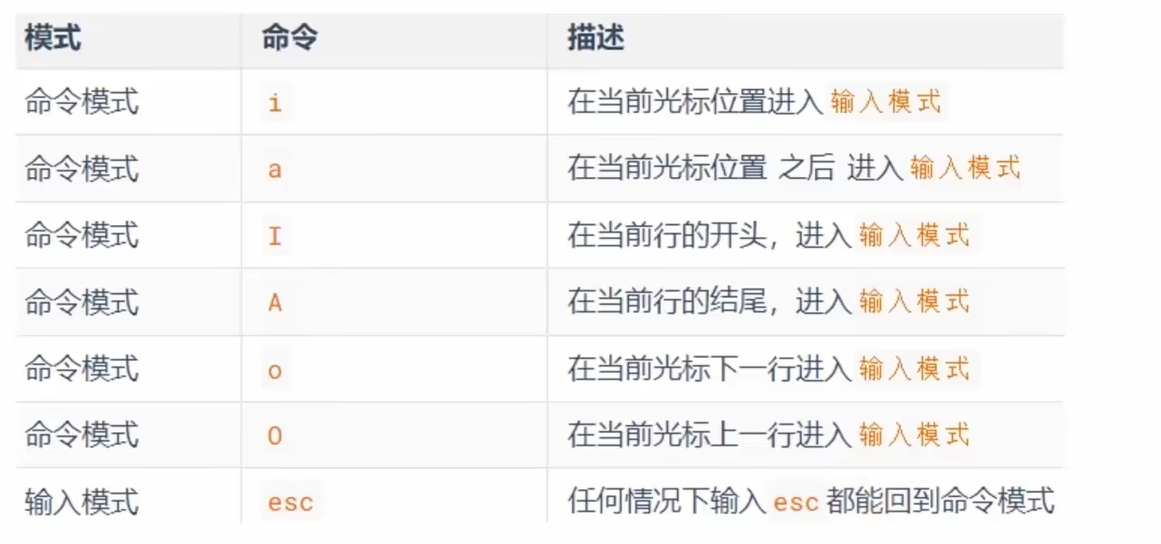 模式 命令 描述
命令模式 i 在当前光标位置进入 输入模式
命令模式 a 在当前光标位置 之后 进入 输入模式
命令模式 I 在当前行的开头，进入 输入模式
命令模式 A 在当前行的结尾，进入 输入模式
命令模式 o 在当前光标下一行进入 输入模式
命令模式 O 在当前光标上一行进入 输入模式
输入模式 esc 任何情况下输入 esc 都能回到命令模式